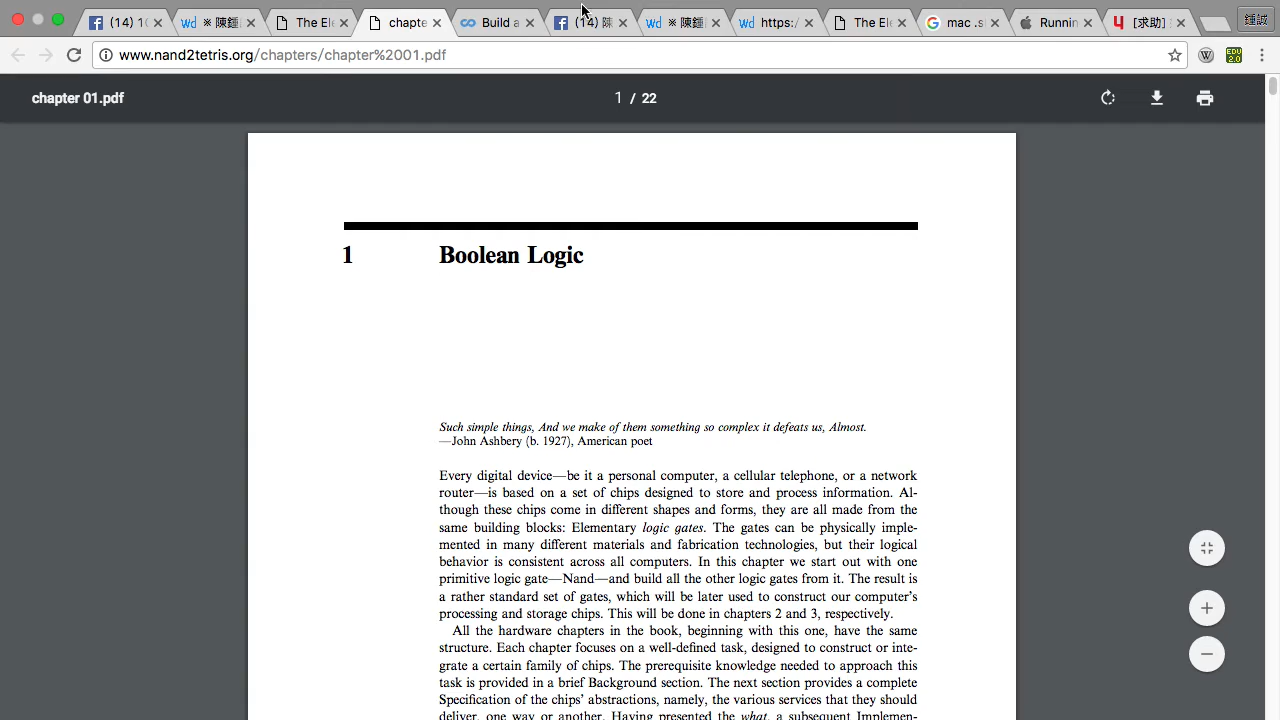 (14) 10
wd ※ 陳鍾
The Ele
chapte
Build a
(14) 陳
wd ※ 陳鍾
wd https:/
The Ele
mac .s
Runnin
[求助]
鍾誠
www.nand2tetris.org/chapters/chapter%2001.pdf
W
EDU 2.0
chapter 01.pdf
1 / 22
1 Boolean Logic
Such simple things, And we make of them something so complex it defeats us, Almost.
—John Ashbery (b. 1927), American poet
Every digital device—be it a personal computer, a cellular telephone, or a network
router—is based on a set of chips designed to store and process information. Al-
though these chips come in different shapes and forms, they are all made from the
same building blocks: Elementary logic gates. The gates can be physically imple-
mented in many different materials and fabrication technologies, but their logical
behavior is consistent across all computers. In this chapter we start out with one
primitive logic gate—Nand—and build all the other logic gates from it. The result is
a rather standard set of gates, which will be later used to construct our computer's
processing and storage chips. This will be done in chapters 2 and 3, respectively.
All the hardware chapters in the book, beginning with this one, have the same
structure. Each chapter focuses on a well-defined task, designed to construct or inte-
grate a certain family of chips. The prerequisite knowledge needed to approach this
task is provided in a brief Background section. The next section provides a complete
Specification of the chips' abstractions, namely, the various services that they should
deliver, one way or another. Having presented the what, a subsequent Implemen-